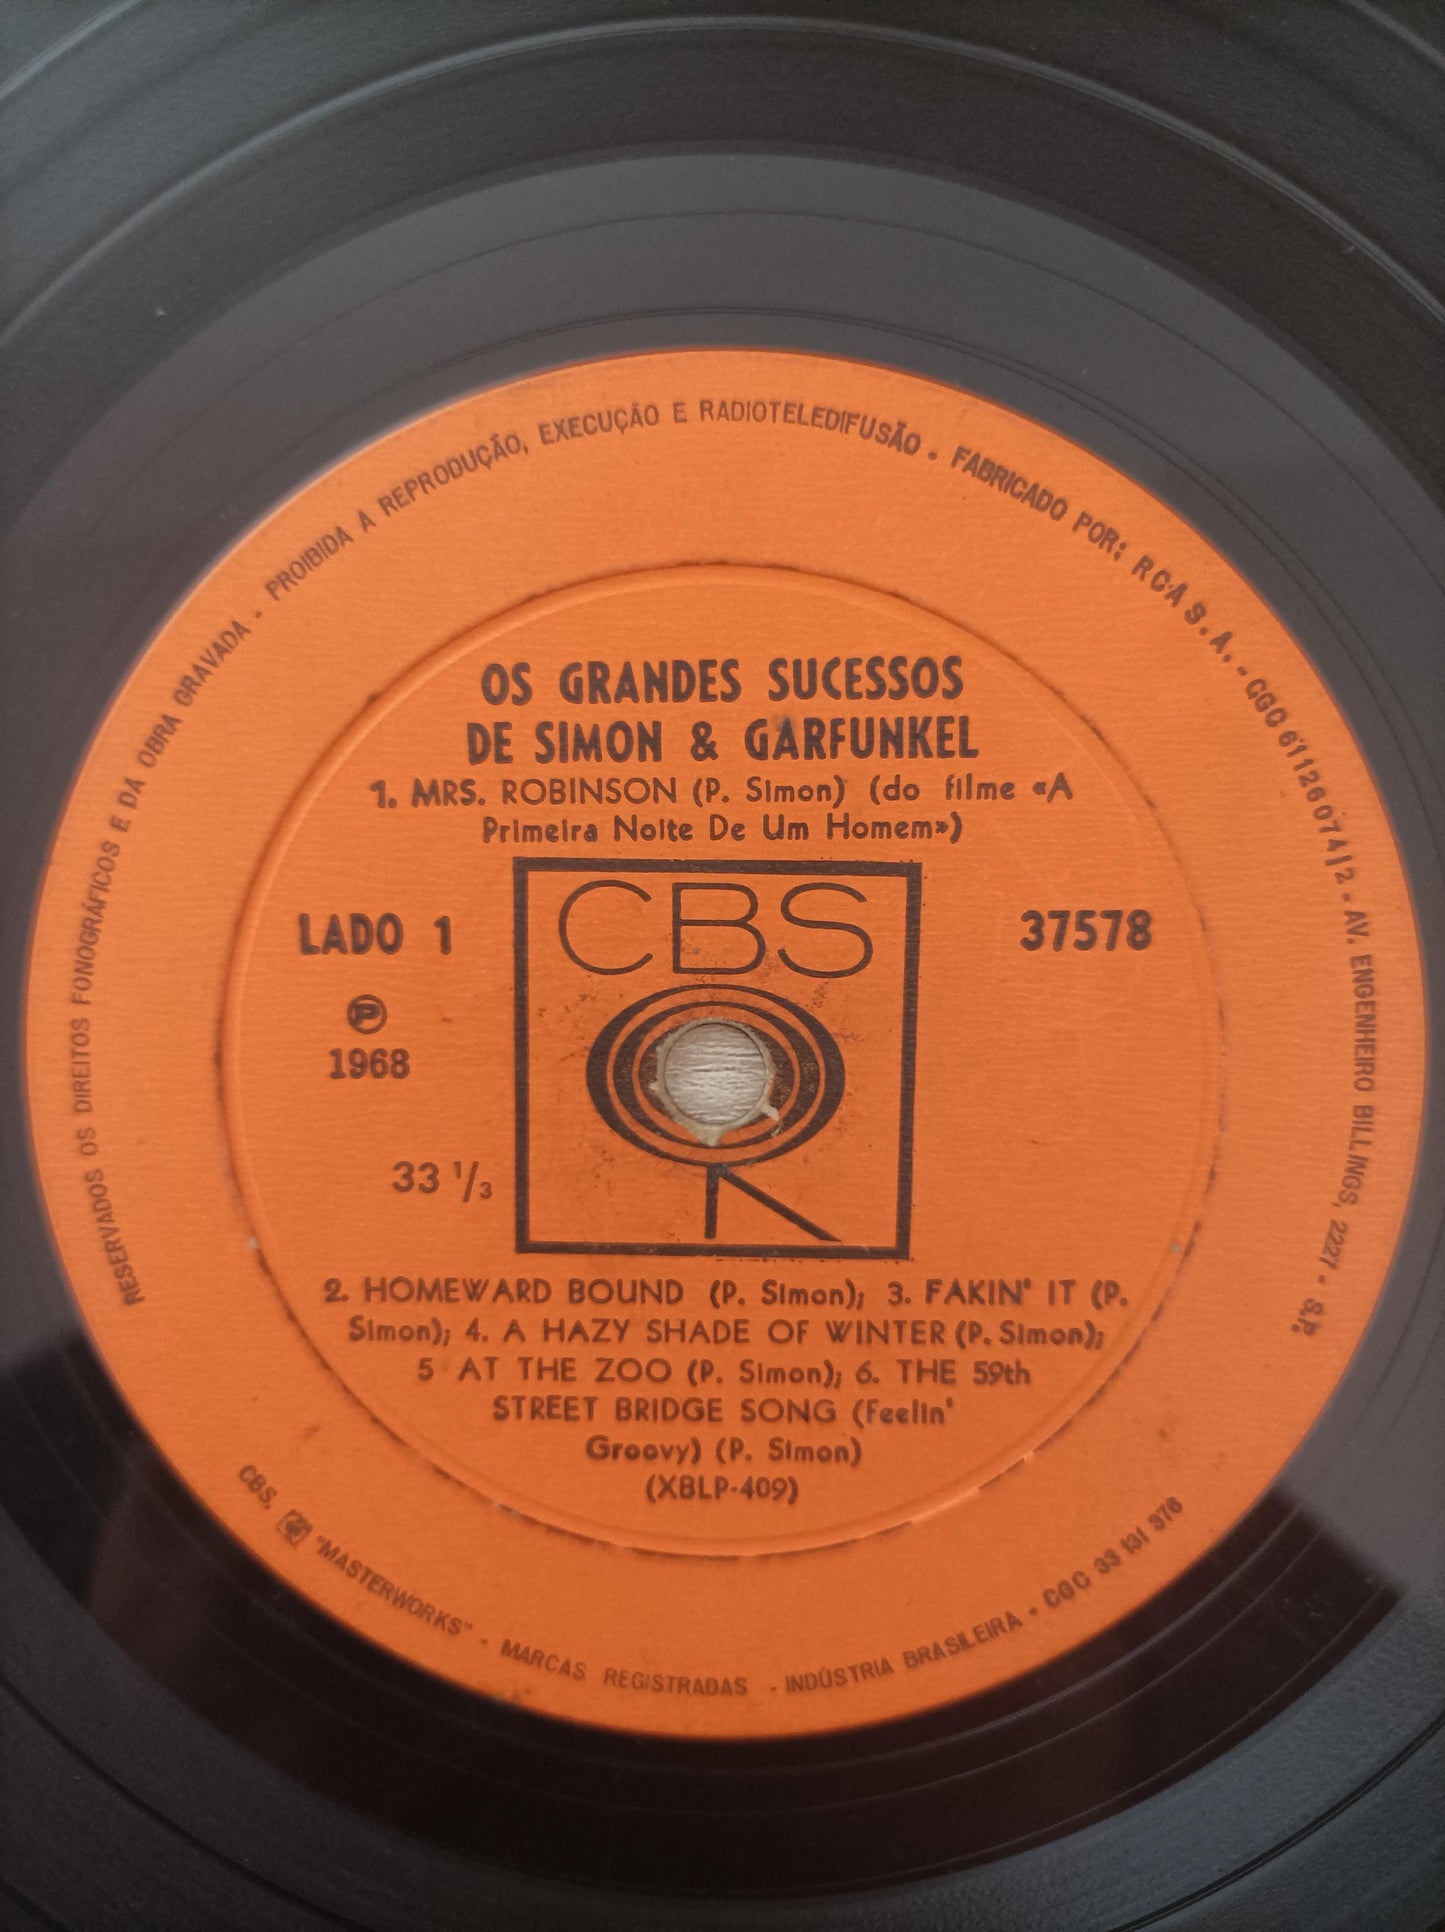 RESERVADOS OS DIREITOS FONOGRÁFICOS E DA OBRA GRAVADA - PROIBIDA A REPRODUÇÃO, EXECUÇÃO E RADIOTELEDIFUSÃO . FABRICADO POR: RCA S.A. - CGC 611260741|2 - AV. ENGENHEIRO BILLINGS, 2227 - S.P.
OS GRANDES SUCESSOS
DE SIMON & GARFUNKEL
1. MRS. ROBINSON (P. Simon) (do filme «A
Primeira Noite De Um Homem»)
CBS
LADO 1
37578
Ⓟ
1968
33 1/3
2. HOMEWARD BOUND (P. Simon); 3. FAKIN' IT (P.
Simon); 4. A HAZY SHADE OF WINTER (P. Simon);
5 AT THE ZOO (P. Simon); 6. THE 59th
STREET BRIDGE SONG (Feelin'
Groovy) (P. Simon)
(XBLP-409)
CBS, "MASTERWORKS" - MARCAS REGISTRADAS - INDÚSTRIA BRASILEIRA - CGC 33 131 376